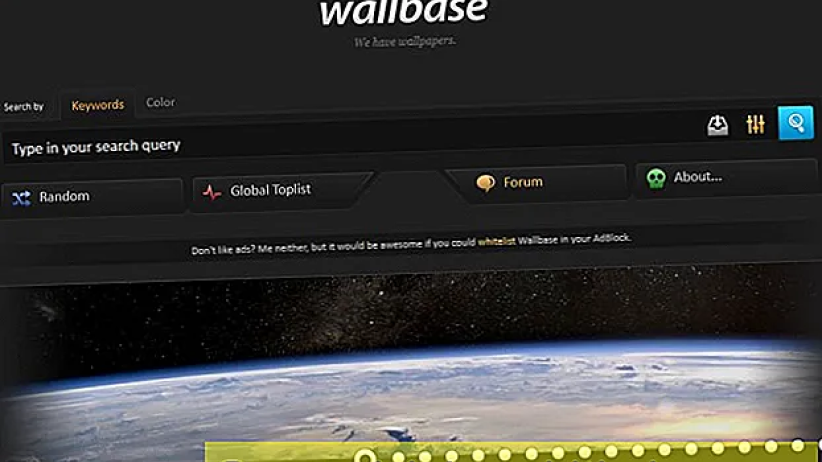 wallbase
We have wallpapers.
Search by Keywords Color
Type in your search query
Random Global Toplist Forum About...
Don't like ads? Me neither, but it would be awesome if you could whitelist Wallbase in your AdBlock.